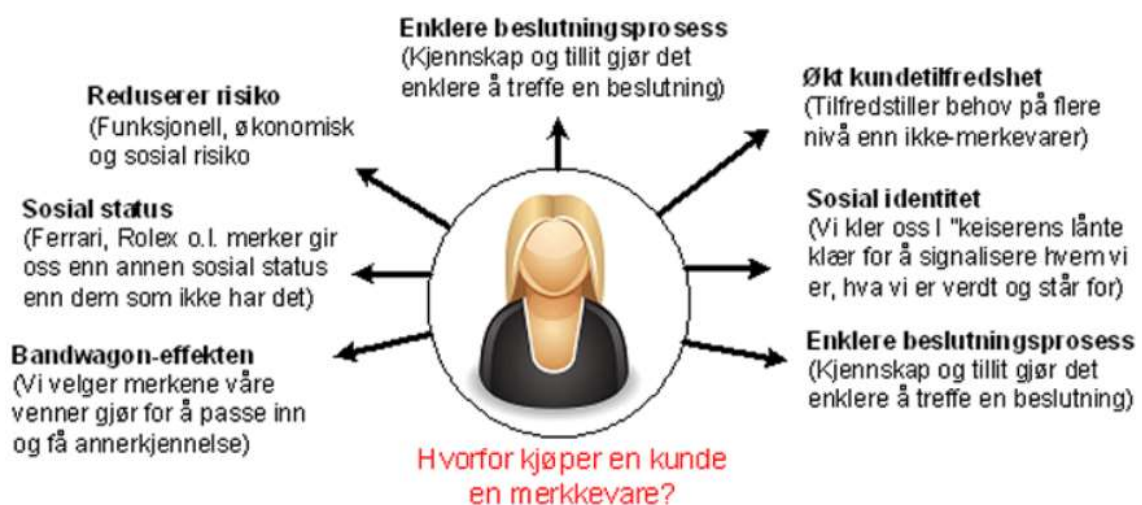 Enklere beslutningsprosess
(Kjennskap og tillit gjør det
enklere å treffe en beslutning)
Økt kundetilfredshet
(Tilfredstiller behov på flere
nivå enn ikke-merkevarer)
Sosial identitet
(Vi kler oss I "keiserens lånte
klær for å signalisere hvem vi
er, hva vi er verdt og står for)
Enklere beslutningsprosess
(Kjennskap og tillit gjør det
enklere å treffe en beslutning)
Reduserer risiko
(Funksjonell, økonomisk
og sosial risiko
Sosial status
(Ferrari, Rolex o.l. merker gir
oss enn annen sosial status
enn dem som ikke har det)
Bandwagon-effekten
(Vi velger merkene våre
venner gjør for å passe inn
og få annerkjennelse)
Hvorfor kjøper en kunde
en merkkevare?